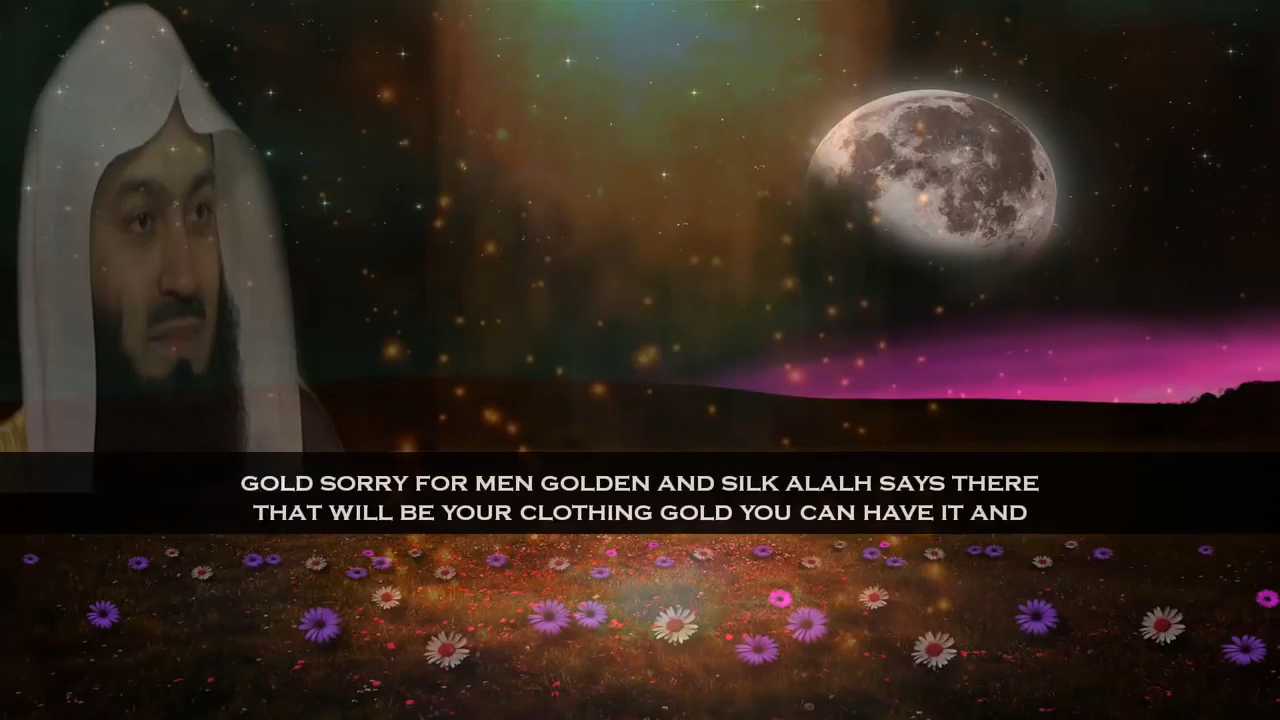 GOLD SORRY FOR MEN GOLDEN AND SILK ALALH SAYS THERE
THAT WILL BE YOUR CLOTHING GOLD YOU CAN HAVE IT AND